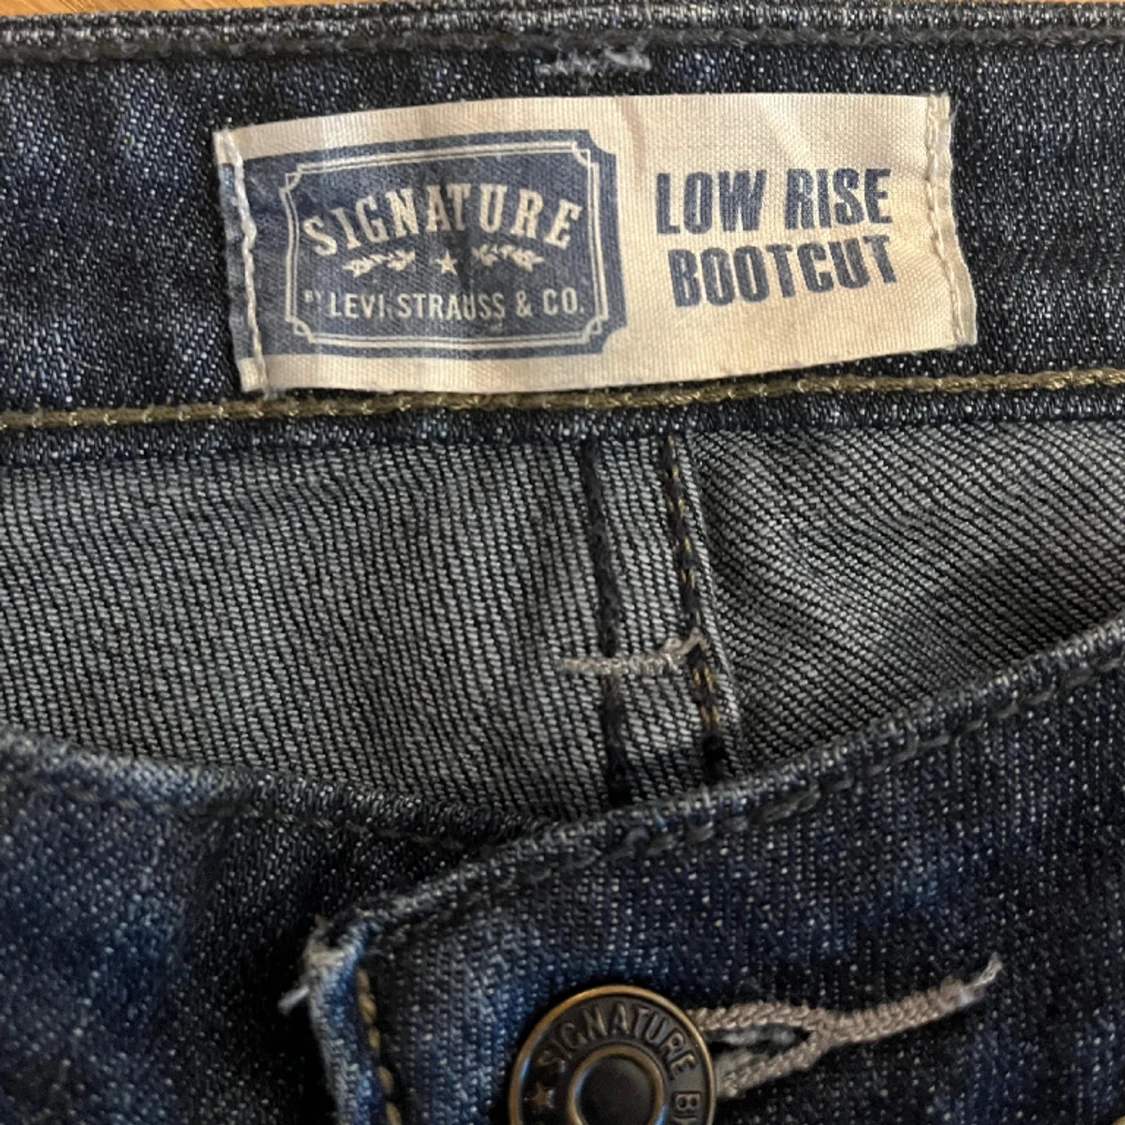 SIGNATURE
BY LEVI STRAUSS & CO.
LOW RISE
BOOTCUT
SIGNATURE